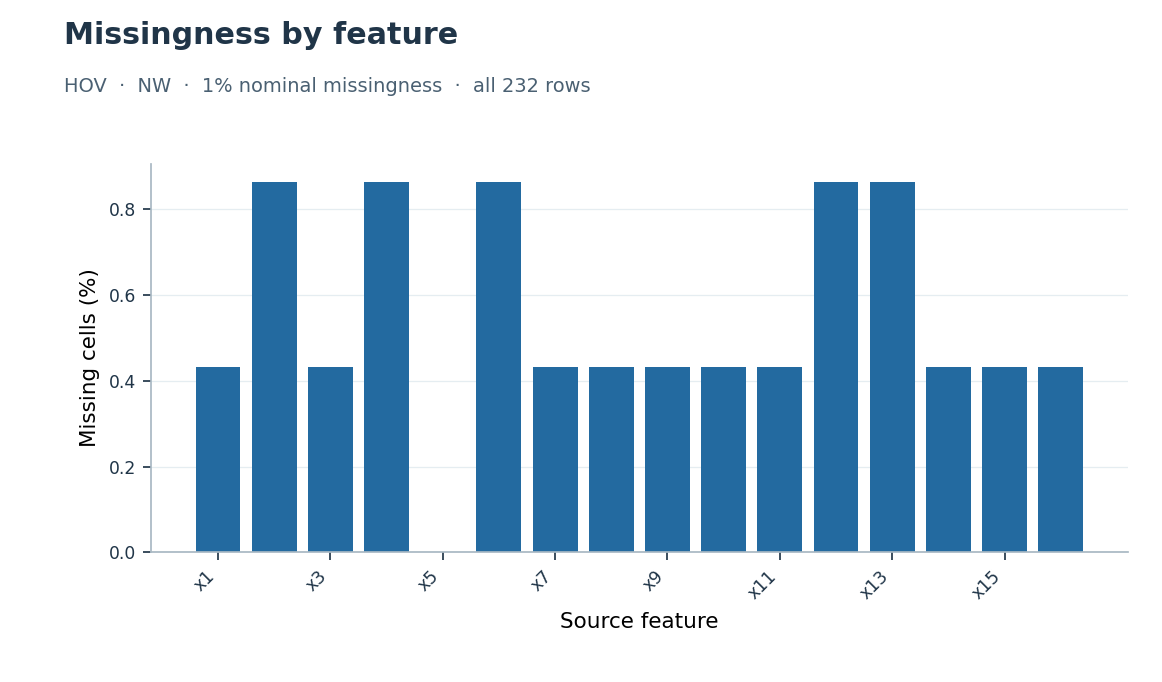 Missingness by feature
HOV · NW · 1% nominal missingness · all 232 rows
Missing cells (%)
0.8
0.6
0.4
0.2
0.0
x1 x3 x5 x7 x9 x11 x13 x15
Source feature